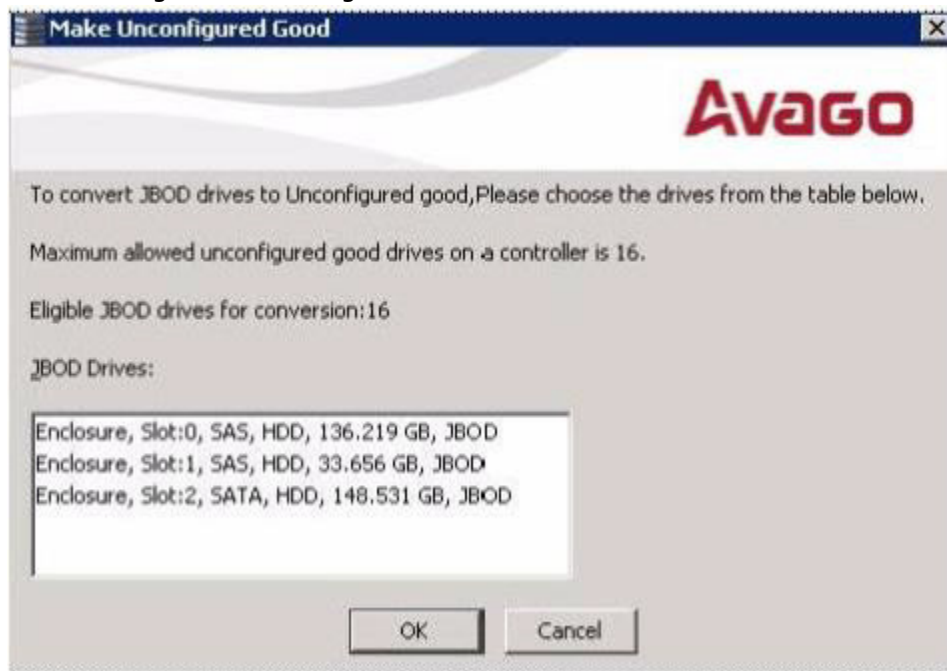 Make Unconfigured Good
AVAGO
To convert JBOD drives to Unconfigured good,Please choose the drives from the table below.
Maximum allowed unconfigured good drives on a controller is 16.
Eligible JBOD drives for conversion:16
JBOD Drives:
Enclosure, Slot:0, SAS, HDD, 136.219 GB, JBOD
Enclosure, Slot:1, SAS, HDD, 33.656 GB, JBOD
Enclosure, Slot:2, SATA, HDD, 148.531 GB, JBOD
OK
Cancel